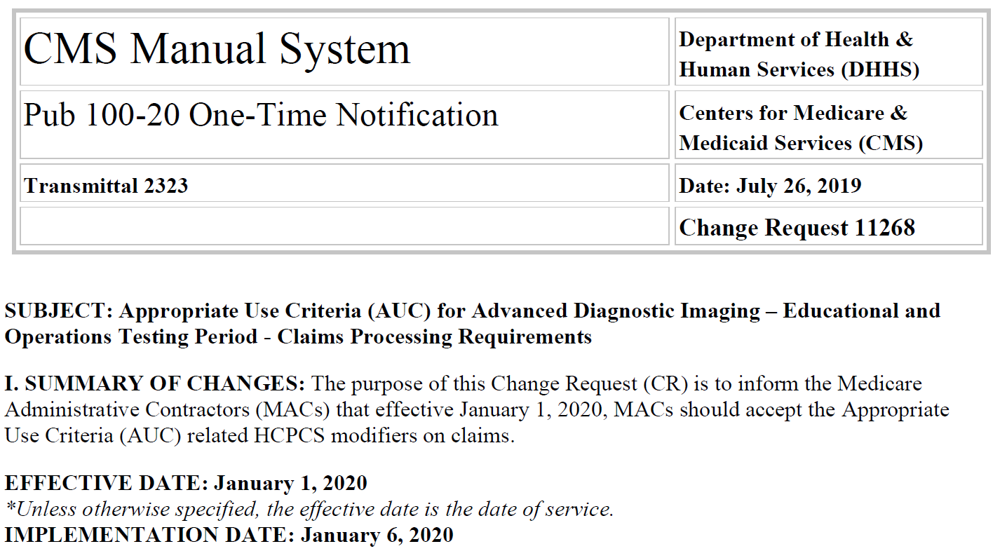 CMS Manual System
Department of Health &
Human Services (DHHS)
Pub 100-20 One-Time Notification
Centers for Medicare &
Medicaid Services (CMS)
Transmittal 2323
Date: July 26, 2019
Change Request 11268
SUBJECT: Appropriate Use Criteria (AUC) for Advanced Diagnostic Imaging – Educational and
Operations Testing Period - Claims Processing Requirements
I. SUMMARY OF CHANGES: The purpose of this Change Request (CR) is to inform the Medicare
Administrative Contractors (MACs) that effective January 1, 2020, MACs should accept the Appropriate
Use Criteria (AUC) related HCPCS modifiers on claims.
EFFECTIVE DATE: January 1, 2020
*Unless otherwise specified, the effective date is the date of service.
IMPLEMENTATION DATE: January 6, 2020